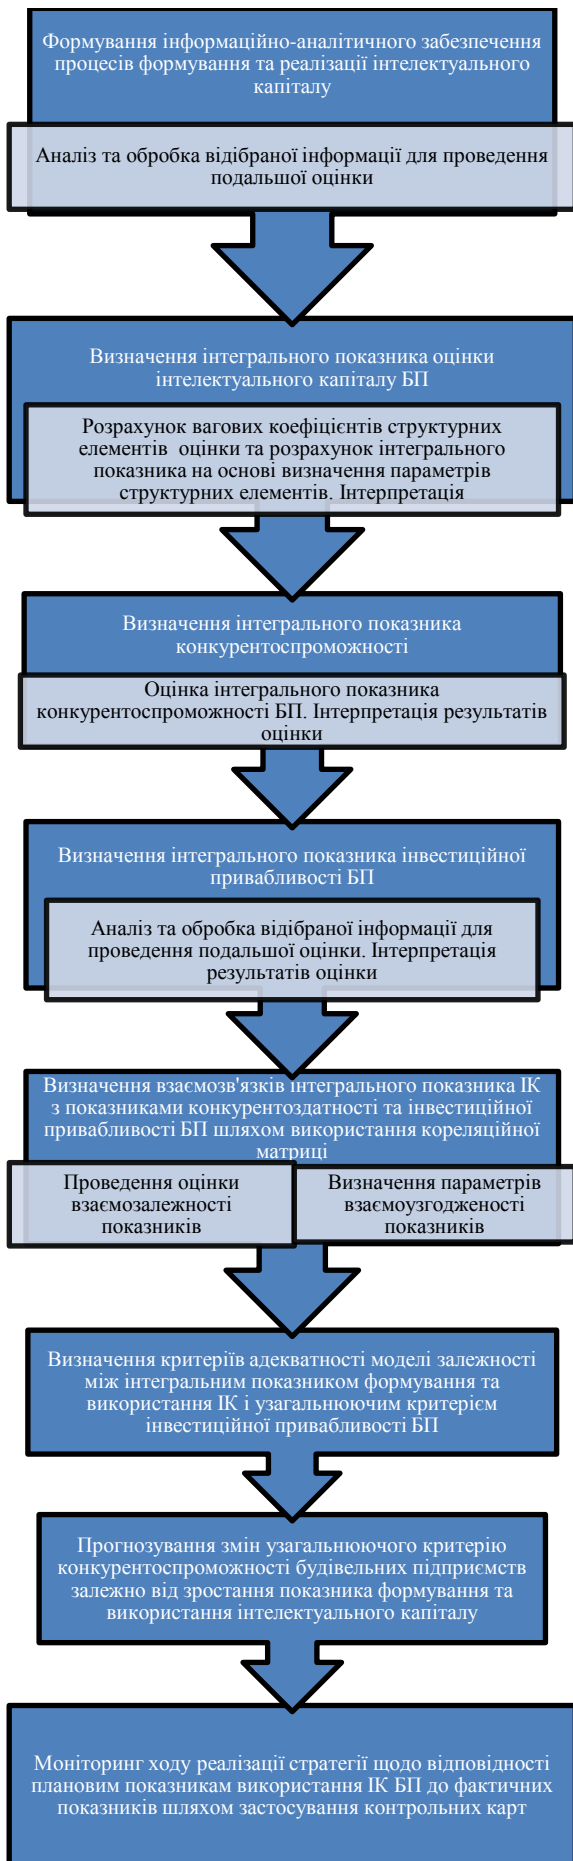 Формування інформаційно-аналітичного забезпечення
процесів формування та реалізації інтелектуального
капіталу
Аналіз та обробка відібраної інформації для проведення
подальшої оцінки
Визначення інтегрального показника оцінки
інтелектуального капіталу БП
Розрахунок вагових коефіцієнтів структурних
елементів оцінки та розрахунок інтегрального
показника на основі визначення параметрів
структурних елементів. Інтерпретація
Визначення інтегрального показника
конкурентоспроможності
Оцінка інтегрального показника
конкурентоспроможності БП. Інтерпретація результатів
оцінки
Визначення інтегрального показника інвестиційної
привабливості БП
Аналіз та обробка відібраної інформації для
проведення подальшої оцінки. Інтерпретація
результатів оцінки
Визначення взаємозв'язків інтегрального показника ІК
з показниками конкурентоздатності та інвестиційної
привабливості БП шляхом використання кореляційної
матриці
Проведення оцінки
взаємозалежності
показників
Визначення параметрів
взаємоузгодженості
показників
Визначення критеріїв адекватності моделі залежності
між інтегральним показником формування та
використання ІК і узагальнюючим критерієм
інвестиційної привабливості БП
Прогнозування змін узагальнюючого критерію
конкурентоспроможності будівельних підприємств
залежно від зростання показника формування та
використання інтелектуального капіталу
Моніторинг ходу реалізації стратегії щодо відповідності
плановим показникам використання ІК БП до фактичних
показників шляхом застосування контрольних карт